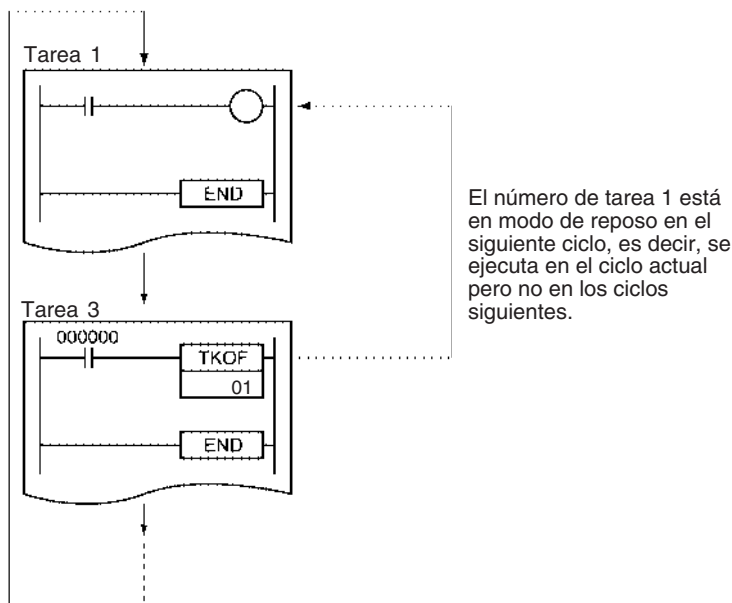 Tarea 1
END
El número de tarea 1 está
en modo de reposo en el
siguiente ciclo, es decir, se
ejecuta en el ciclo actual
pero no en los ciclos
siguientes.
Tarea 3
000000
TKOF
01
END